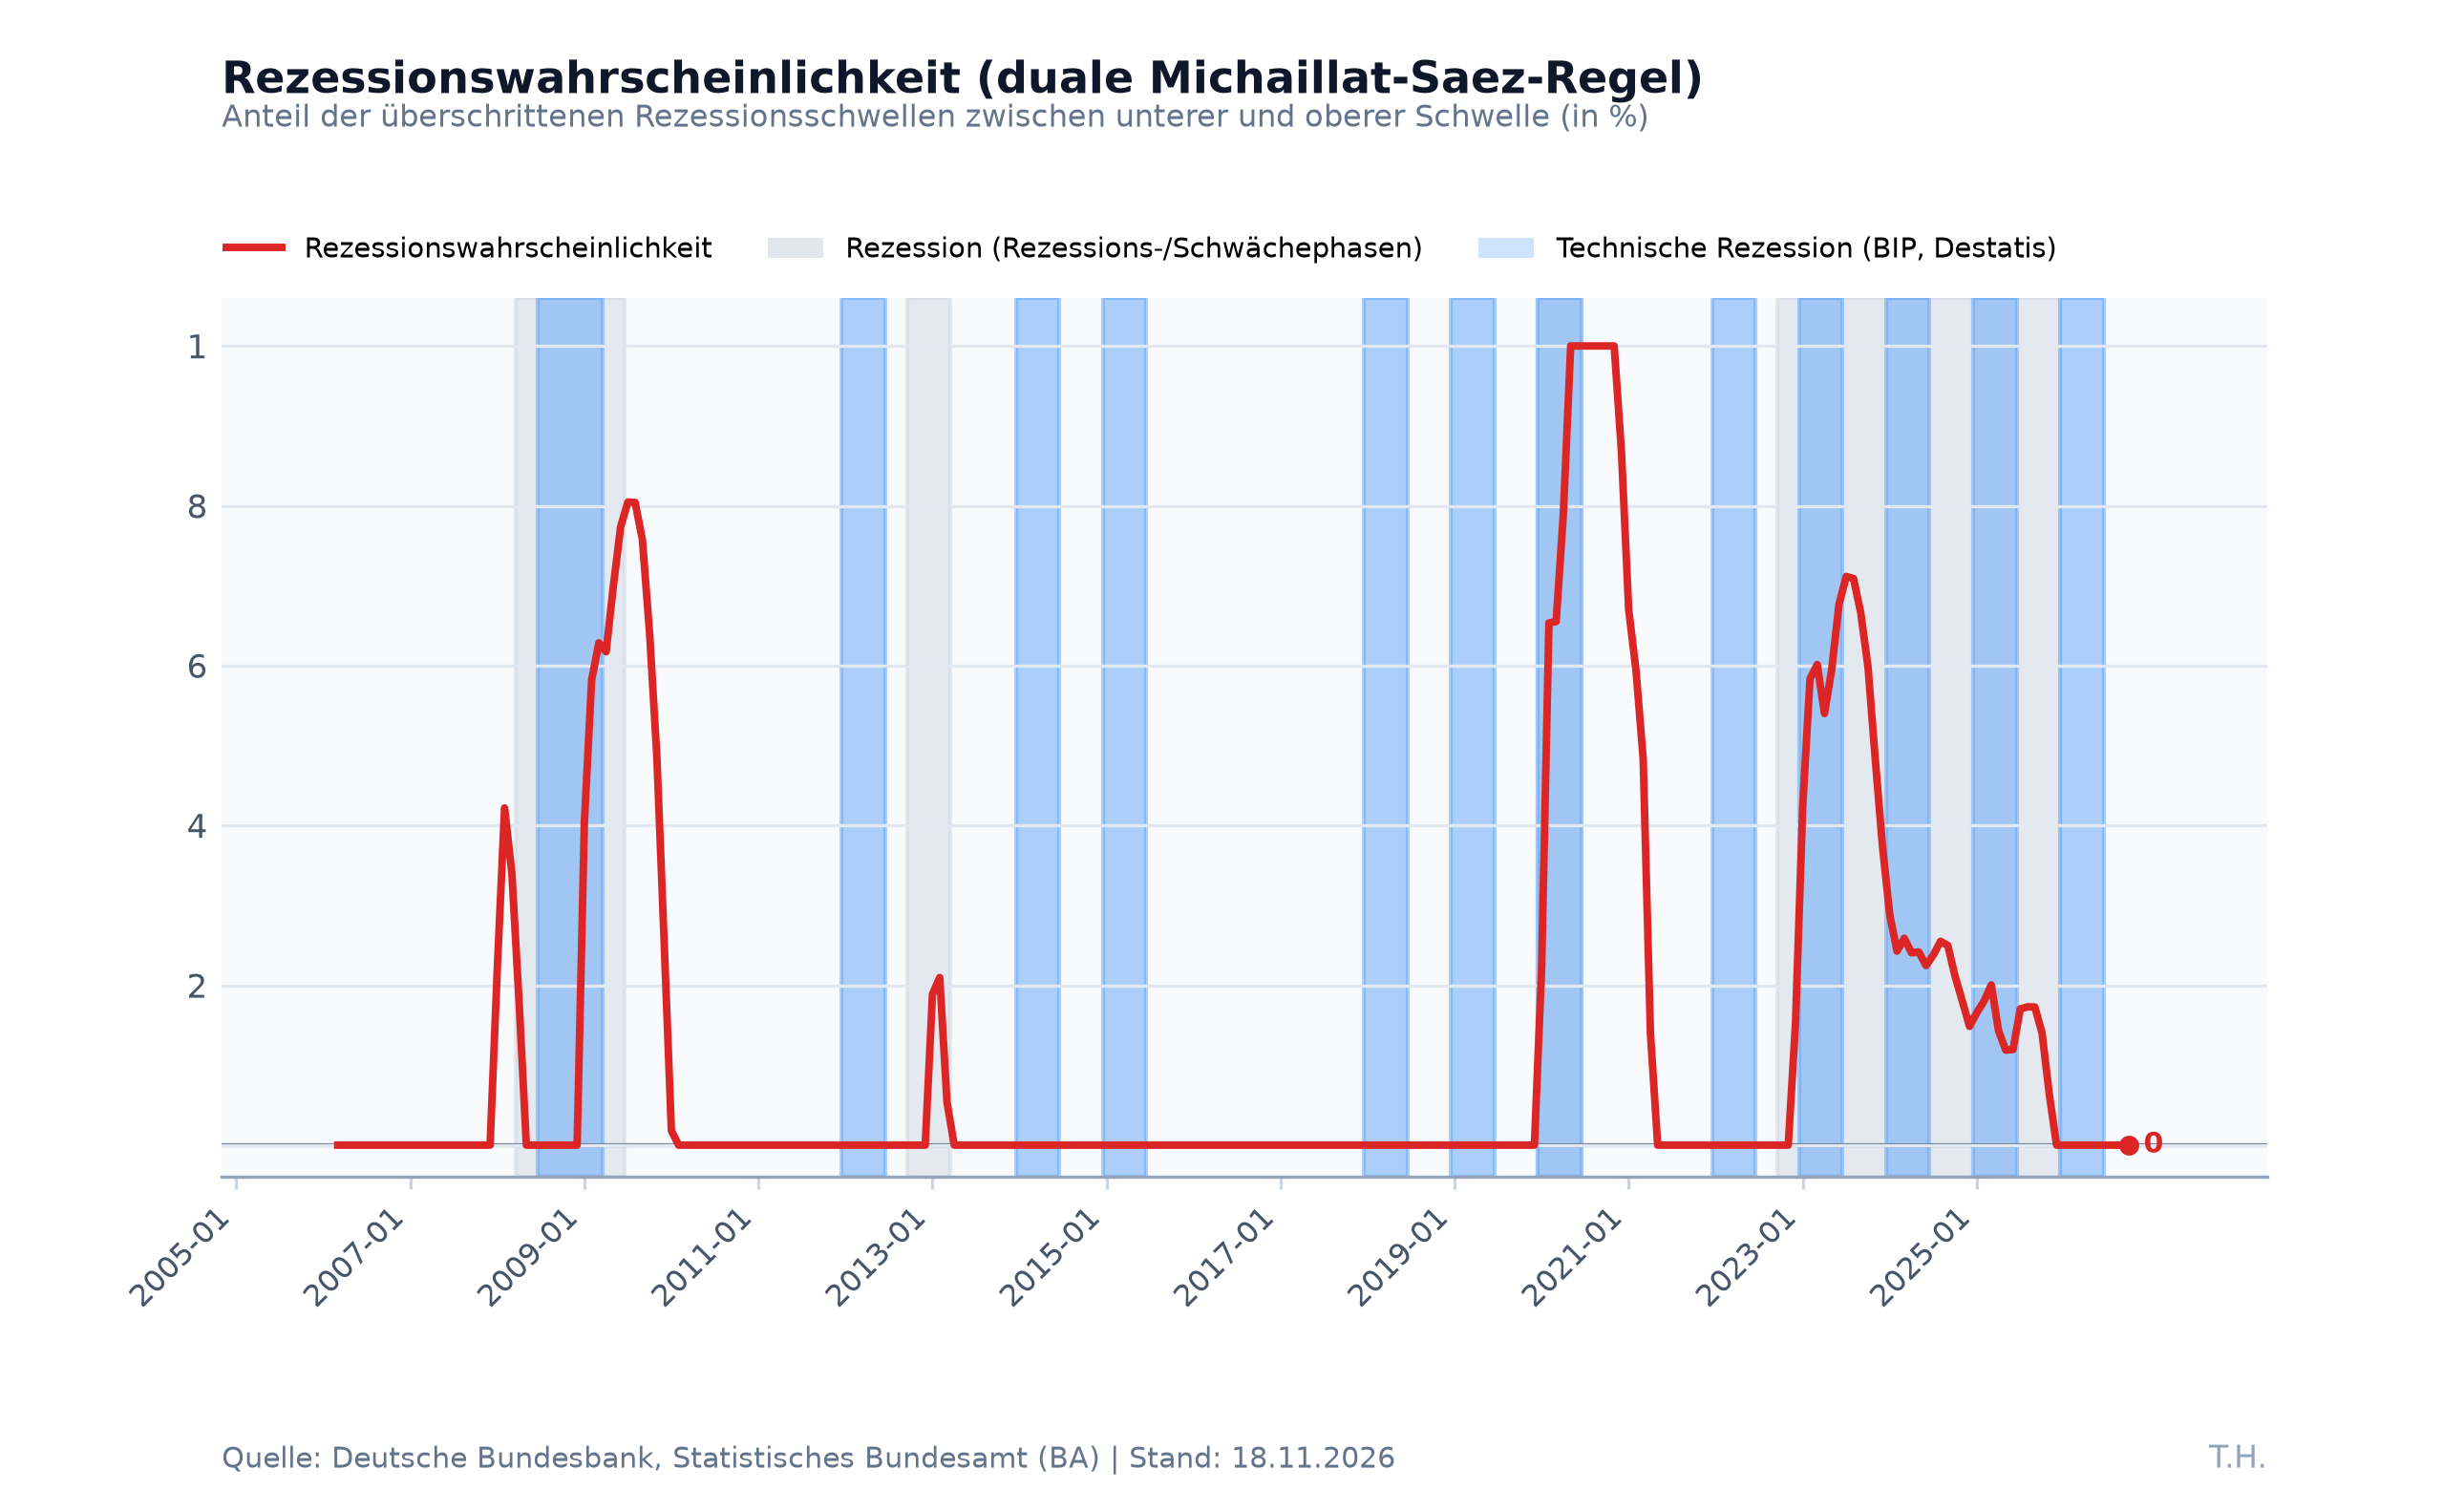 Rezessionswahrscheinlichkeit (duale Michaillat-Saez-Regel)
Anteil der überschrittenen Rezessionsschwellen zwischen unterer und oberer Schwelle (in %)
Rezessionswahrscheinlichkeit Rezession (Rezessions-/Schwächephasen) Technische Rezession (BIP, Destatis)
1
8
6
4
2
0
2005-01 2007-01 2009-01 2011-01 2013-01 2015-01 2017-01 2019-01 2021-01 2023-01 2025-01
Quelle: Deutsche Bundesbank, Statistisches Bundesamt (BA) | Stand: 18.11.2026 T.H.